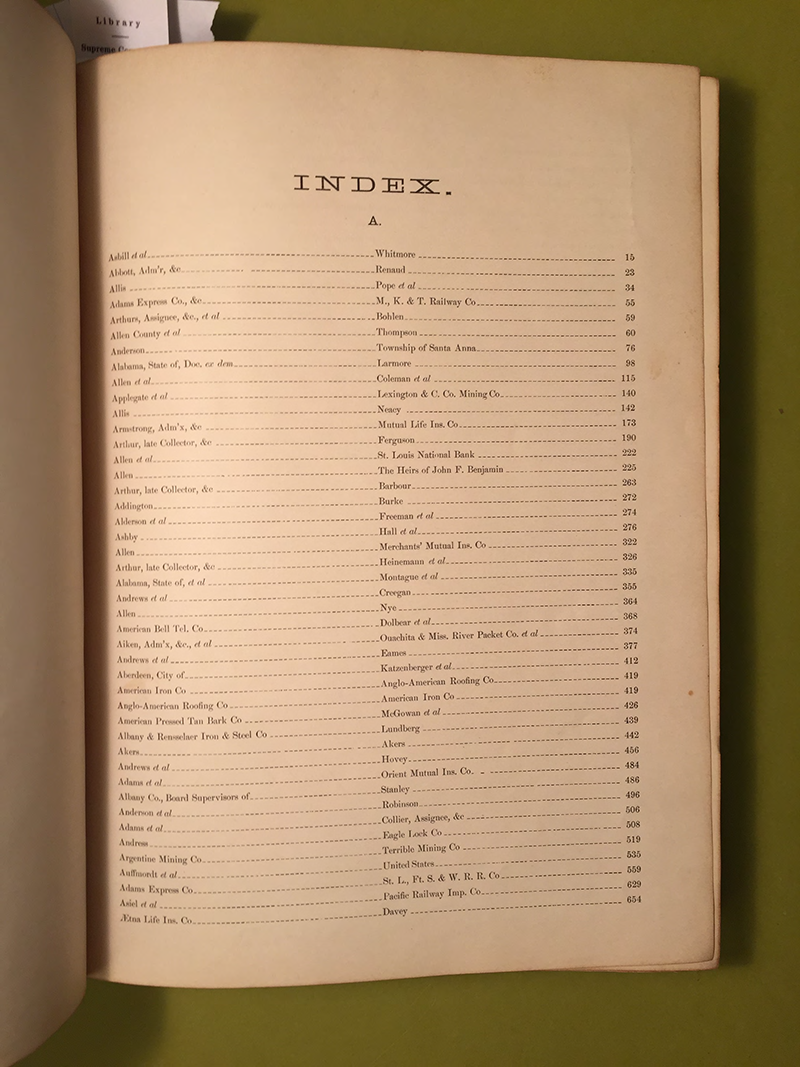 Library
Supreme
INDEX.
A.
Asbill et al Whitmore 15
Abbott, Adm'r, &c Renaud 23
Allis Pope et al 34
Adams Express Co., &c M., K. & T. Railway Co 55
Arthurs, Assignee, &c., et al Bohlen 59
Allen County et al Thompson 60
Anderson Township of Santa Anna 76
Alabama, State of, Doc. ex dem Larmore 98
Allen et al Coleman et al 115
Applegate et al Lexington & C. Co. Mining Co 140
Allis Neacy 142
Armstrong, Adm'x, &c Mutual Life Ins. Co 173
Arthur, late Collector, &c Ferguson 190
Allen et al St. Louis National Bank 222
Allen The Heirs of John F. Benjamin 225
Arthur, late Collector, &c Barbour 263
Addington Burke 272
Alderson et al Freeman et al 274
Ashby Hall et al 276
Allen Merchants' Mutual Ins. Co 322
Arthur, late Collector, &c Heinemann et al 326
Alabama, State of, et al Montague et al 335
Andrews et al Creegan 355
Allen Nye 364
American Bell Tel. Co Dolbear et al 368
Aiken, Adm'x, &c., et al Ouachita & Miss. River Packet Co. et al 374
Andrews et al Eames 377
Aberdeen, City of Katzenberger et al 412
American Iron Co Anglo-American Roofing Co 419
Anglo-American Roofing Co American Iron Co 419
American Pressed Tan Bark Co McGowan et al 426
Albany & Rensselaer Iron & Steel Co Lundberg 439
Akers Akers 442
Andrews et al Hovey 456
Adams et al Orient Mutual Ins. Co. 484
Albany Co., Board Supervisors of Stanley 486
Anderson et al Robinson 496
Adams et al Collier, Assignee, &c 506
Andress Eagle Lock Co 508
Argentine Mining Co Terrible Mining Co 519
Auffmordt et al United States 535
Adams Express Co St. L., Ft. S. & W. R. R. Co 559
Asiel et al Pacific Railway Imp. Co 629
Ætna Life Ins. Co Davey 654